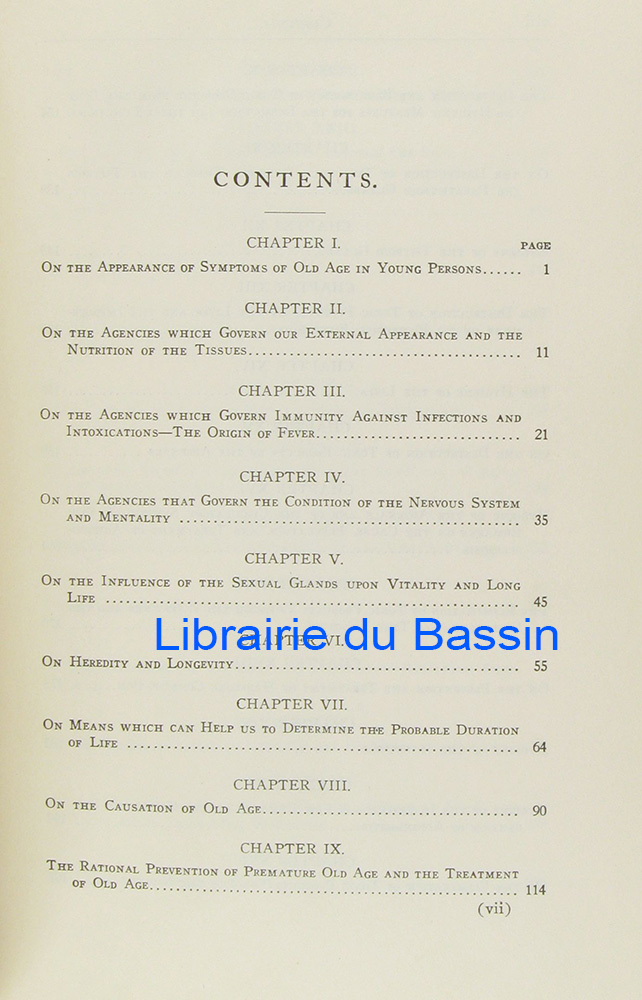 CONTENTS.
CHAPTER I.
PAGE
On the Appearance of Symptoms of Old Age in Young Persons...... 1
CHAPTER II.
On the Agencies which Govern our External Appearance and the
Nutrition of the Tissues........................................ 11
CHAPTER III.
On the Agencies which Govern Immunity Against Infections and
Intoxications—The Origin of Fever.............................. 21
CHAPTER IV.
On the Agencies that Govern the Condition of the Nervous System
and Mentality .................................................. 35
CHAPTER V.
On the Influence of the Sexual Glands upon Vitality and Long
Life ............................................................ 45
Librairie du Bassin
CHAPTER VI.
On Heredity and Longevity.......................................... 55
CHAPTER VII.
On Means which can Help us to Determine the Probable Duration
of Life ......................................................... 64
CHAPTER VIII.
On the Causation of Old Age...................................... 90
CHAPTER IX.
The Rational Prevention of Premature Old Age and the Treatment
of Old Age...................................................... 114
(vii)